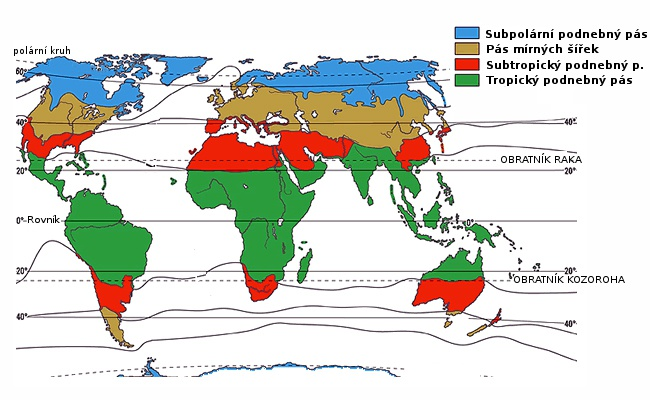 Subpolární podnebný pás
Pás mírných šířek
Subtropický podnebný p.
Tropický podnebný pás
polární kruh
60°
40°
40°
OBRATNÍK RAKA
20°
20°
0°
Rovník
0°
20°
20°
OBRATNÍK KOZOROHA
40°
40°